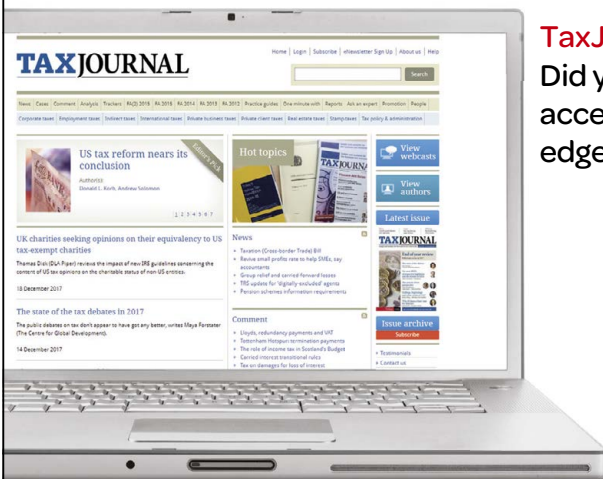 TAXJOURNAL
Home | Login | Subscribe | eNewsletter Sign Up | About us | Help
Search
News Cases Comment Analysis Trackers FA(2) 2015 FA 2015 FA 2014 FA 2013 FA 2012 Practice guides One minute with Reports Ask an expert Promotion People
Corporate taxes Employment taxes Indirect taxes International taxes Private business taxes Private client taxes Real estate taxes Stamp taxes Tax policy & administration
US tax reform nears its
conclusion
Author(s):
Donald L. Korb, Andrew Solomon
1 2 3 4 5 6 7
Editor's Pick
UK charities seeking opinions on their equivalency to US
tax-exempt charities
Thomas Dick (DLA Piper) reviews the impact of new IRS guidelines concerning the
content of US tax opinions on the charitable status of non US entities.
18 December 2017
The state of the tax debates in 2017
The public debates on tax don't appear to have got any better, writes Maya Forstater
(The Centre for Global Development).
14 December 2017
Hot topics
TAXJOURN
News
Taxation (Cross-border Trade) Bill
Revise small profits rate to help SMEs, say
accountants
Group relief and carried forward losses
TRS update for 'digitally excluded' agents
Pension schemes information requirements
Comment
Lloyds, redundancy payments and VAT
Tottenham Hotspur termination payments
The role of income tax in Scotland's Budget
Carried interest transitional rules
Tax on damages for loss of interest
View
webcasts
View
authors
Latest issue
TAXJOURNAL
End of year review
Issue archive
Subscribe
Testimonials
Contact us
TaxJ
Did y
acce
edge